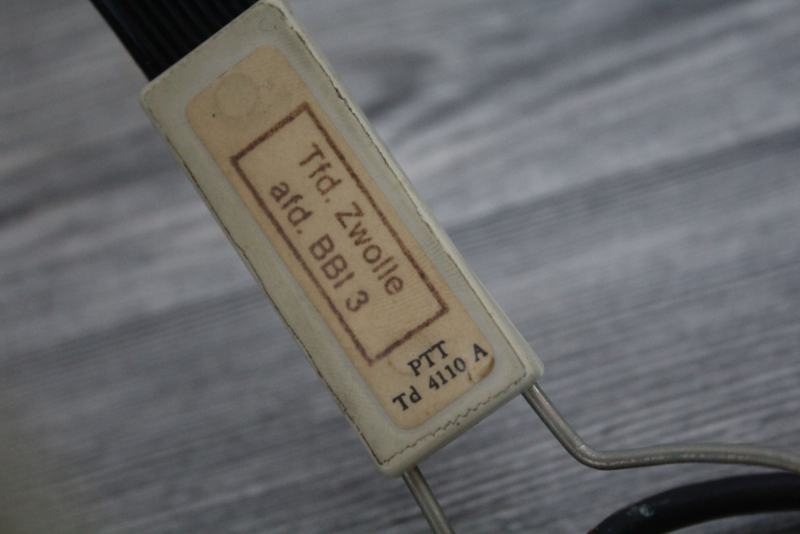 Tfd. Zwolle
afd. BBI 3
PTT
Td 4110 A